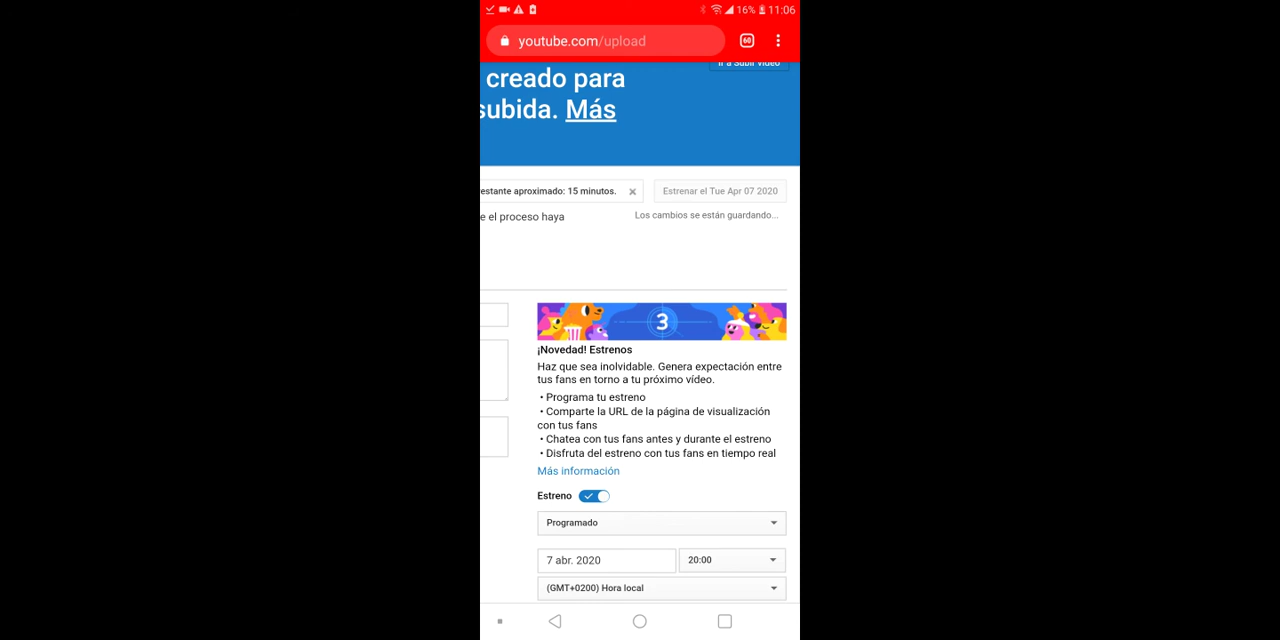 16% 11:06
youtube.com/upload 60
Ir a Subir vídeo
creado para
subida. Más
estante aproximado: 15 minutos. × Estrenar el Tue Apr 07 2020
e el proceso haya Los cambios se están guardando...
3
¡Novedad! Estrenos
Haz que sea inolvidable. Genera expectación entre
tus fans en torno a tu próximo vídeo.
• Programa tu estreno
• Comparte la URL de la página de visualización
con tus fans
• Chatea con tus fans antes y durante el estreno
• Disfruta del estreno con tus fans en tiempo real
Más información
Estreno
Programado
7 abr. 2020 20:00
(GMT+0200) Hora local